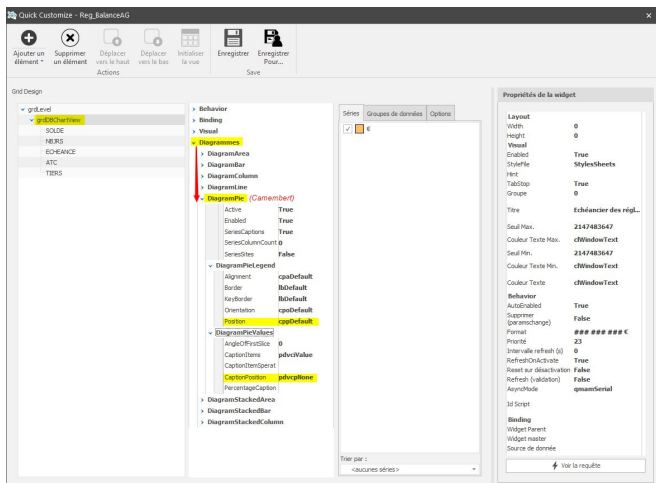 Quick Customize - Reg_BalanceAG
Ajouter un élément
Supprimer un élément
Déplacer vers le haut
Déplacer vers le bas
Initialiser la vue
Enregistrer
Enregistrer Pour...
Actions
Save
Grid Design
grdLevel
grdDBChartView
SOLDE
NBJRS
ECHEANCE
ATC
TIERS
Behavior
Binding
Visual
Diagrammes
DiagramArea
DiagramBar
DiagramColumn
DiagramLine
DiagramPie (Camembert)
Active True
Enabled True
SeriesCaptions True
SeriesColumnCount 0
SeriesSites False
DiagramPieLegend
Alignment cpaDefault
Border lbDefault
KeyBorder lbDefault
Orientation cpoDefault
Position cppDefault
DiagramPieValues
AngleOfFirstSlice 0
CaptionItems pdvciValue
CaptionItemSperat
CaptionPosition pdvcpNone
PercentageCaption
DiagramStackedArea
DiagramStackedBar
DiagramStackedColumn
Séries Groupes de données Options
€
Trier par :
<aucunes séries>
Propriétés de la widget
Layout
Width 0
Height 0
Visual
Enabled True
StyleFile StylesSheets
Hint
TabStop True
Groupe 0
Titre Echéancier des régl...
Seuil Max. 2147483647
Couleur Texte Max. clWindowText
Seuil Min. 2147483647
Couleur Texte Min. clWindowText
Couleur Texte clWindowText
Behavior
AutoEnabled True
Supprimer (paramschange) False
Format ### ### ### €
Priorité 23
Intervalle refresh (s) 0
RefreshOnActivate True
Reset sur désactivation False
Refresh (validation) False
AsyncMode qmamSerial
Id Script
Binding
Widget Parent
Widget master
Source de donnée
Voir la requête